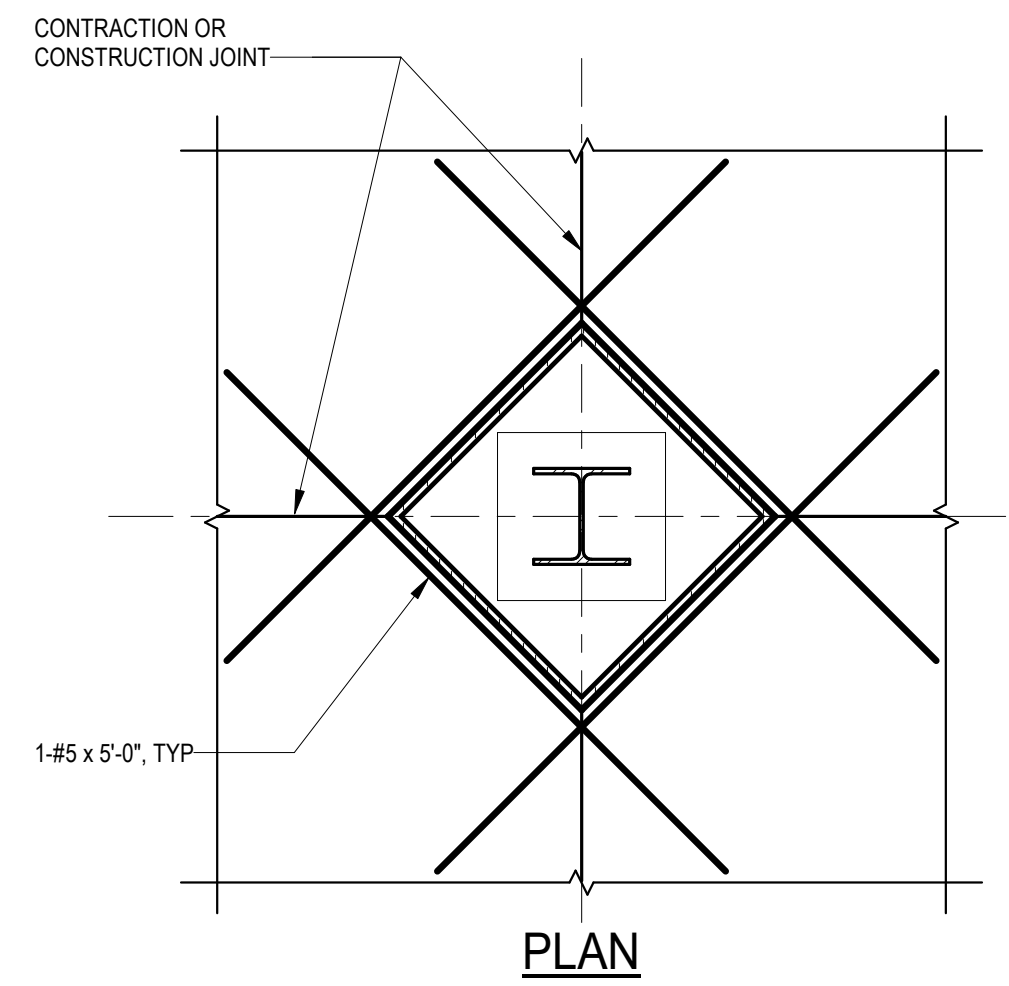 CONTRACTION OR
CONSTRUCTION JOINT
1-#5 x 5'-0", TYP
PLAN